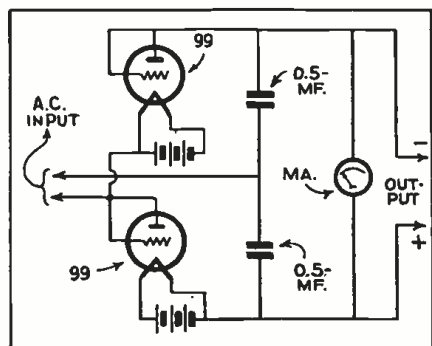 99
0.5-
MF.
A.C.
INPUT
MA.
-
OUT-
PUT
+
99
0.5-
MF.